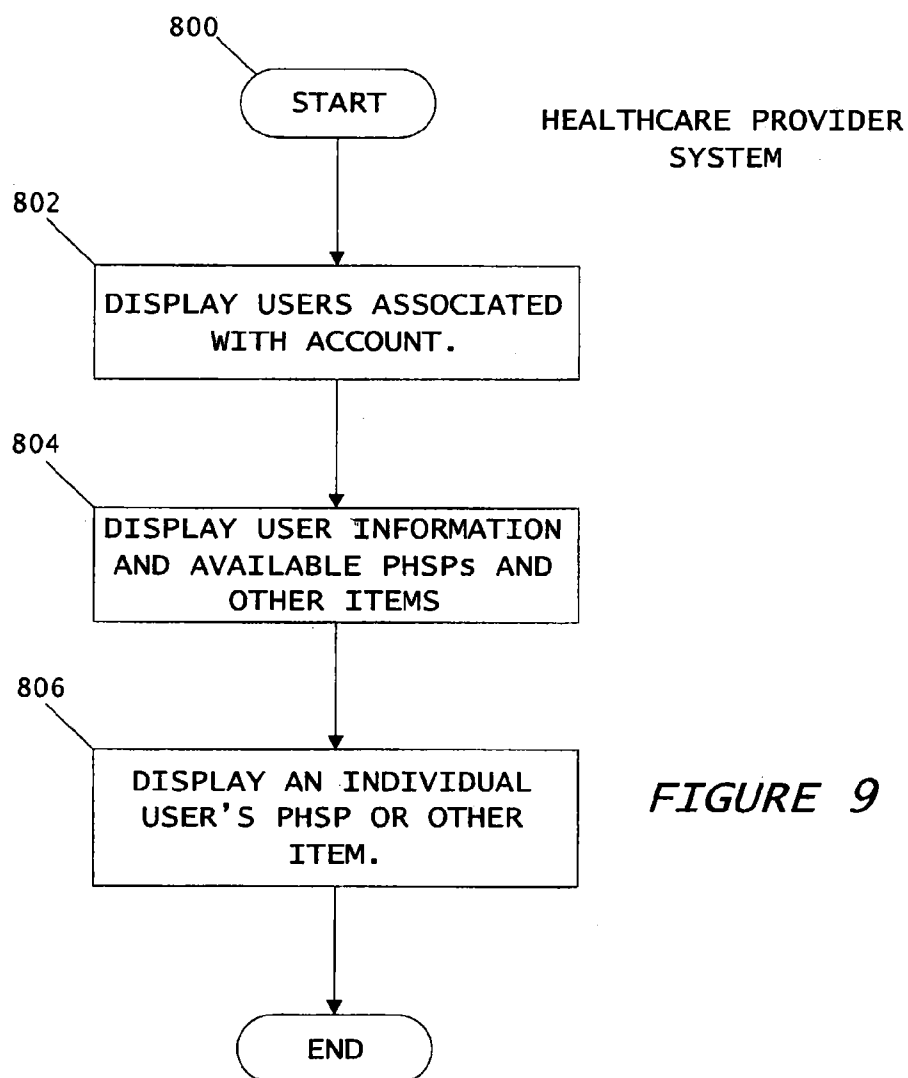 800
START
HEALTHCARE PROVIDER
SYSTEM
802
DISPLAY USERS ASSOCIATED
WITH ACCOUNT.
804
DISPLAY USER INFORMATION
AND AVAILABLE PHSPs AND
OTHER ITEMS
806
DISPLAY AN INDIVIDUAL
USER'S PHSP OR OTHER
ITEM.
FIGURE 9
END